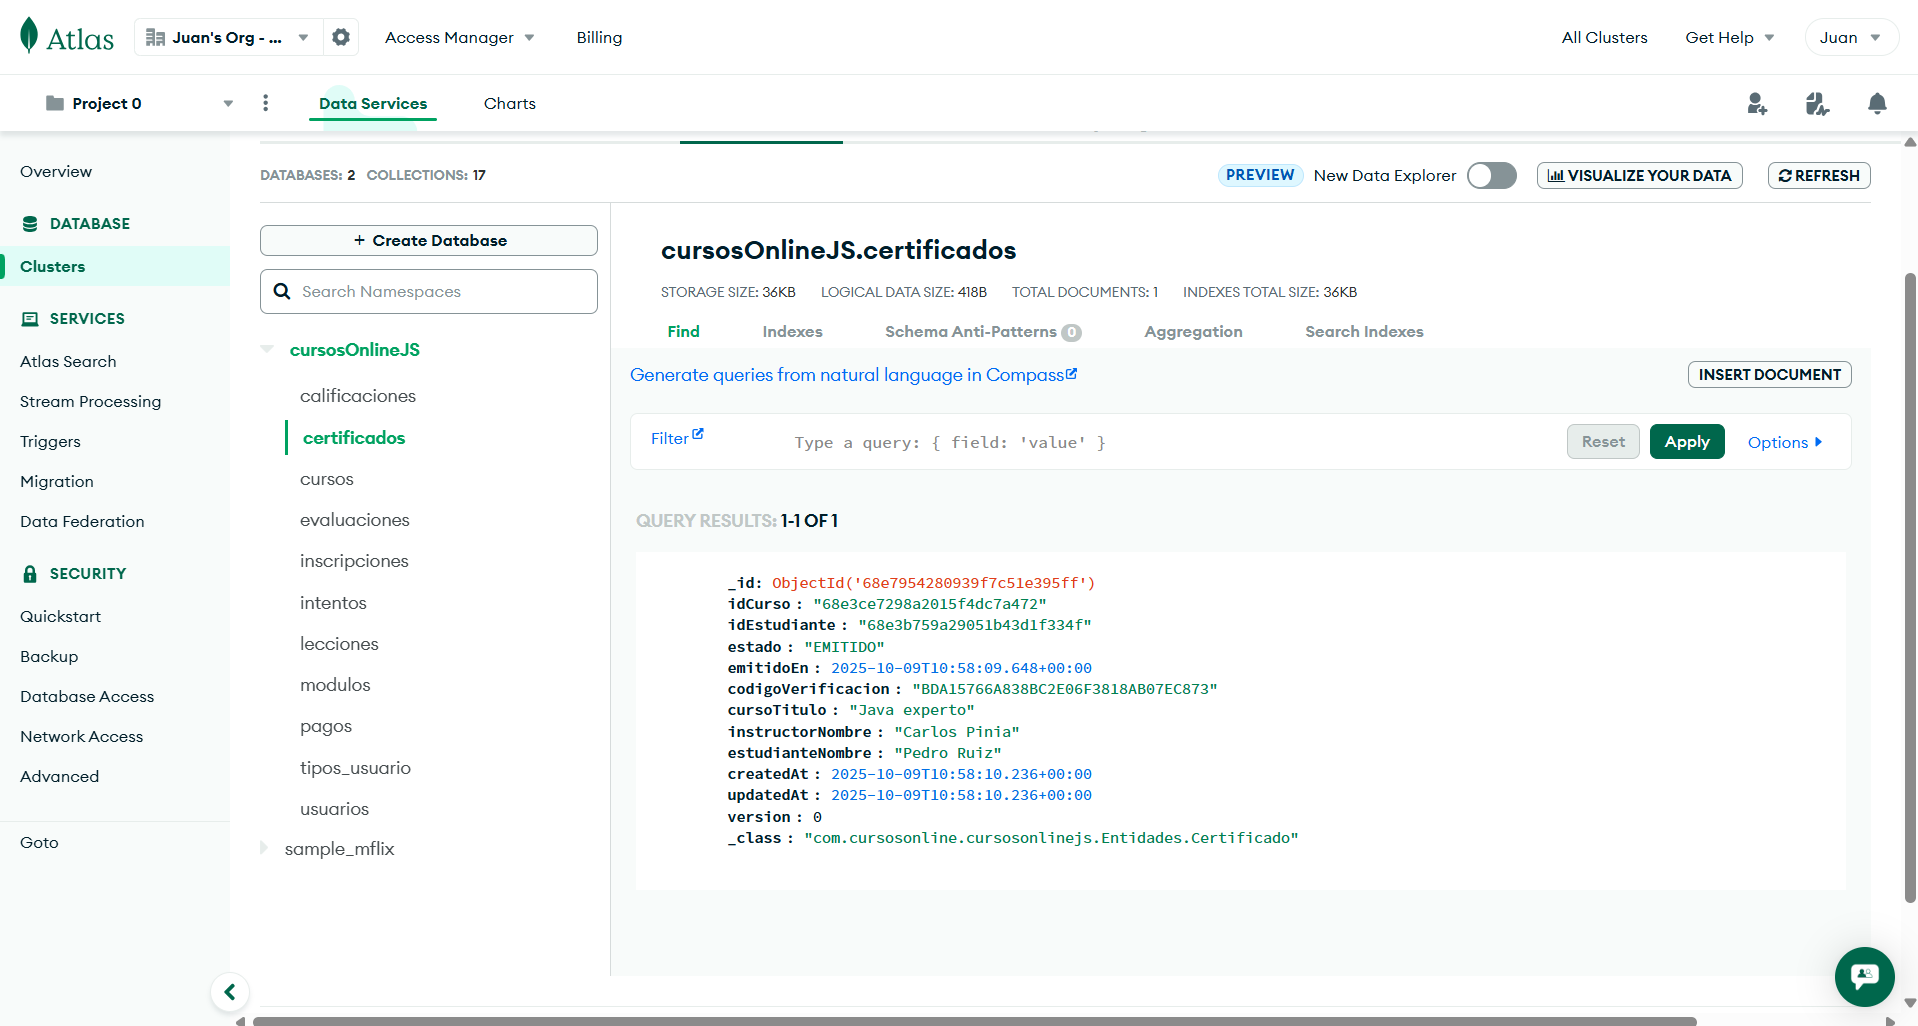 Atlas
Juan's Org - ...
Access Manager
Billing
All Clusters
Get Help
Juan
Project 0
Data Services
Charts
Overview
DATABASE
Clusters
SERVICES
Atlas Search
Stream Processing
Triggers
Migration
Data Federation
SECURITY
Quickstart
Backup
Database Access
Network Access
Advanced
Goto
DATABASES: 2 COLLECTIONS: 17
PREVIEW New Data Explorer
VISUALIZE YOUR DATA
REFRESH
+ Create Database
Search Namespaces
cursosOnlineJS
calificaciones
certificados
cursos
evaluaciones
inscripciones
intentos
lecciones
modulos
pagos
tipos_usuario
usuarios
sample_mflix
cursosOnlineJS.certificados
STORAGE SIZE: 36KB LOGICAL DATA SIZE: 418B TOTAL DOCUMENTS: 1 INDEXES TOTAL SIZE: 36KB
Find Indexes Schema Anti-Patterns 0 Aggregation Search Indexes
Generate queries from natural language in Compass
INSERT DOCUMENT
Filter
Type a query: { field: 'value' }
Reset
Apply
Options
QUERY RESULTS: 1-1 OF 1
_id: ObjectId('68e7954280939f7c51e395ff')
idCurso : "68e3ce7298a2015f4dc7a472"
idEstudiante : "68e3b759a29051b43d1f334f"
estado : "EMITIDO"
emitidoEn : 2025-10-09T10:58:09.648+00:00
codigoVerificacion : "BDA15766A838BC2E06F3818AB07EC873"
cursoTitulo : "Java experto"
instructorNombre : "Carlos Pinia"
estudianteNombre : "Pedro Ruiz"
createdAt : 2025-10-09T10:58:10.236+00:00
updatedAt : 2025-10-09T10:58:10.236+00:00
version : 0
_class : "com.cursosonline.cursosonlinejs.Entidades.Certificado"